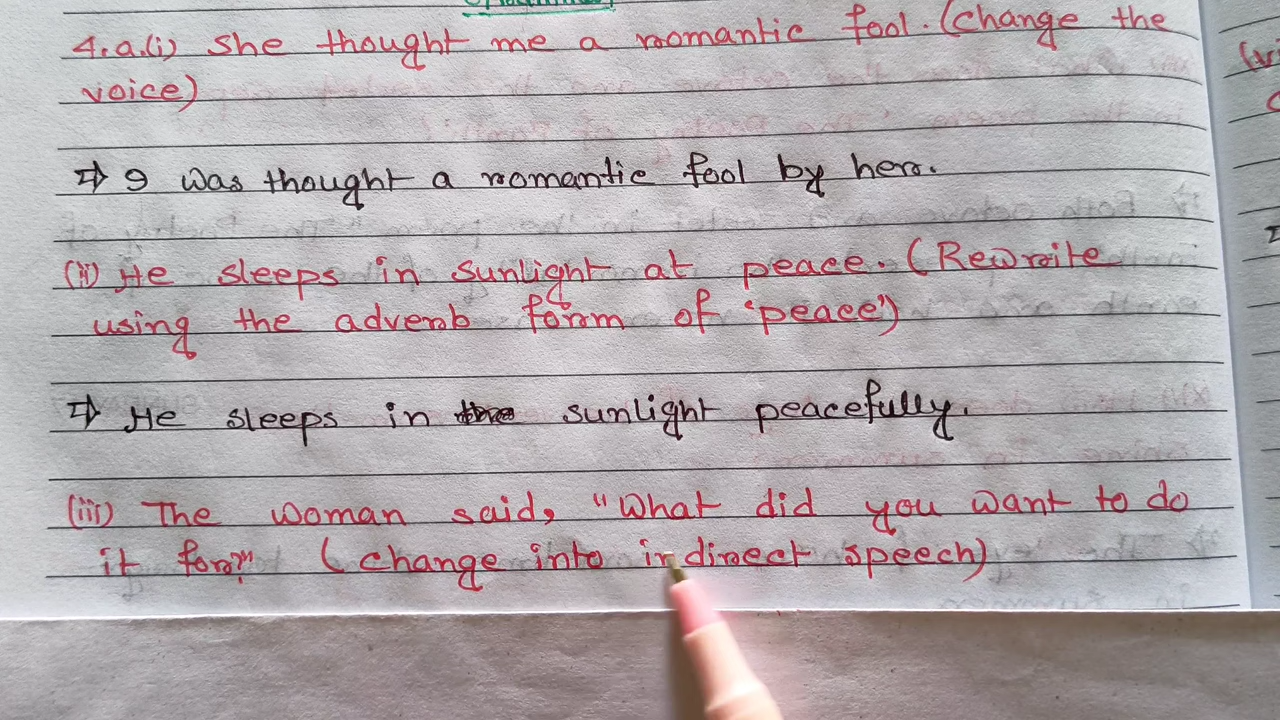 4.a.(i) She thought me a romantic fool. (Change the
voice)
⇒ I was thought a romantic fool by her.
(ii) He sleeps in sunlight at peace. (Rewrite
using the adverb form of 'peace')
⇒ He sleeps in the sunlight peacefully.
(iii) The woman said, "What did you want to do
it for?" (change into indirect speech)